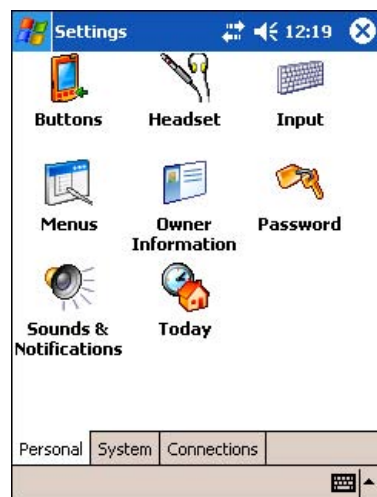 Settings 12:19
Buttons Headset Input
Menus Owner Information Password
Sounds & Notifications Today
Personal System Connections